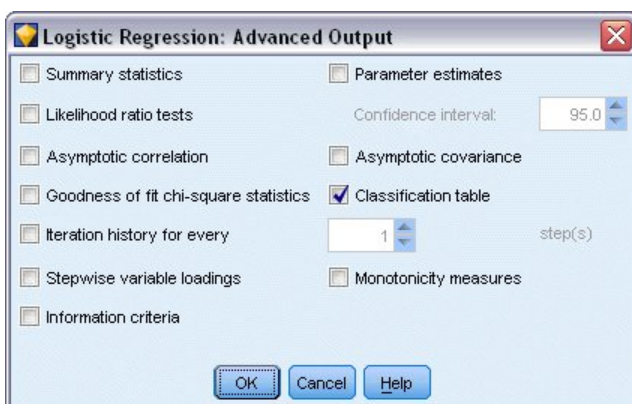 Logistic Regression: Advanced Output
Summary statistics
Parameter estimates
Likelihood ratio tests
Confidence interval: 95.0
Asymptotic correlation
Asymptotic covariance
Goodness of fit chi-square statistics
Classification table
Iteration history for every 1 step(s)
Stepwise variable loadings
Monotonicity measures
Information criteria
OK Cancel Help